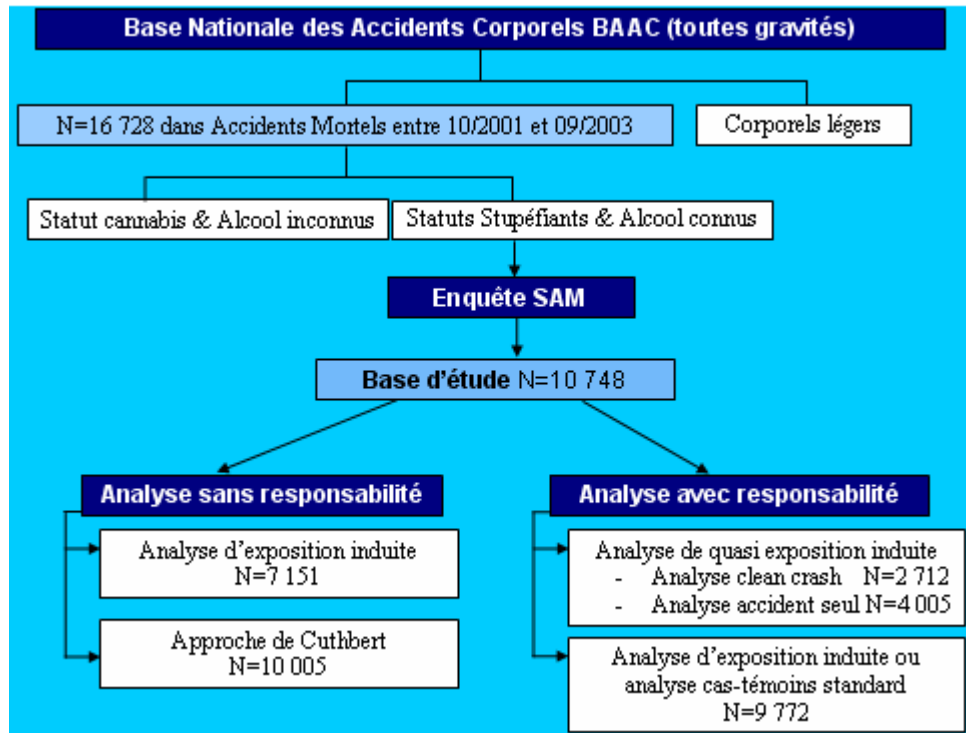 Base Nationale des Accidents Corporels BAAC (toutes gravités)
N=16 728 dans Accidents Mortels entre 10/2001 et 09/2003
Corporels légers
Statut cannabis & Alcool inconnus
Statuts Stupéfiants & Alcool connus
Enquête SAM
Base d'étude N=10 748
Analyse sans responsabilité
Analyse d'exposition induite
N=7 151
Approche de Cuthbert
N=10 005
Analyse avec responsabilité
Analyse de quasi exposition induite
- Analyse clean crash N=2 712
- Analyse accident seul N=4 005
Analyse d'exposition induite ou
analyse cas-témoins standard
N=9 772